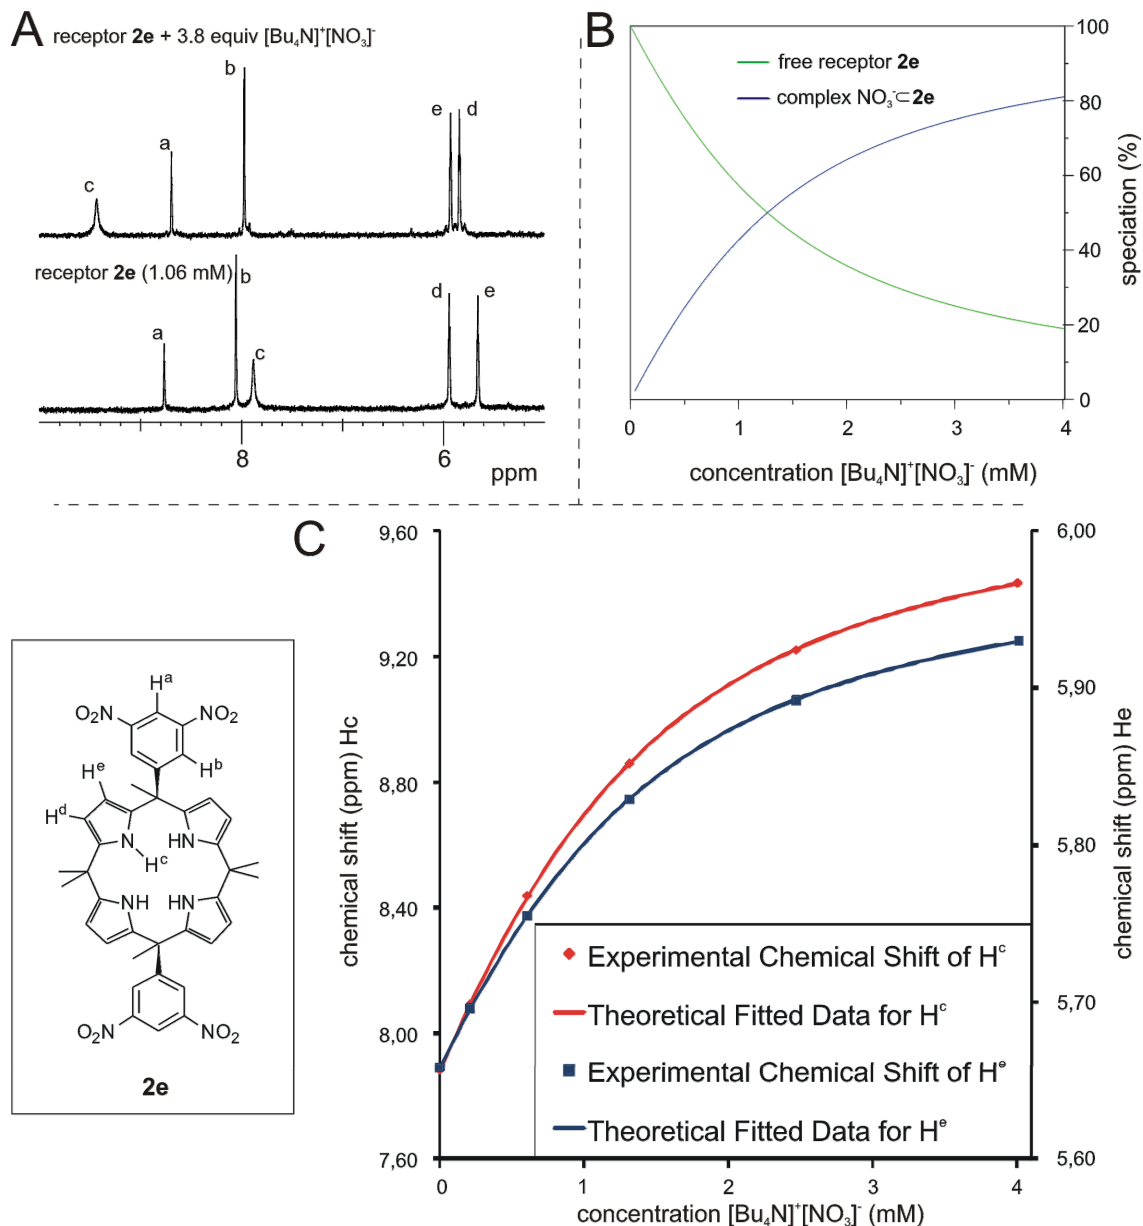 A
receptor 2e + 3.8 equiv [Bu₄N]⁺[NO₃]⁻
b
e d
a
c
receptor 2e (1.06 mM)
b
d e
a
c
8 6
ppm
B
free receptor 2e
complex NO₃⁻⊂2e
100
80
60
40
20
0
speciation (%)
0 1 2 3 4
concentration [Bu₄N]⁺[NO₃]⁻ (mM)
C
9,60
9,20
8,80
8,40
8,00
7,60
chemical shift (ppm) Hc
6,00
5,90
5,80
5,70
5,60
chemical shift (ppm) He
Experimental Chemical Shift of Hᶜ
Theoretical Fitted Data for Hᶜ
Experimental Chemical Shift of Hᵉ
Theoretical Fitted Data for Hᵉ
0 1 2 3 4
concentration [Bu₄N]⁺[NO₃]⁻ (mM)
Hᵃ
O₂N NO₂
Hᵇ
Hᵉ
Hᵈ
N HN
Hᶜ
NH HN
O₂N NO₂
2e